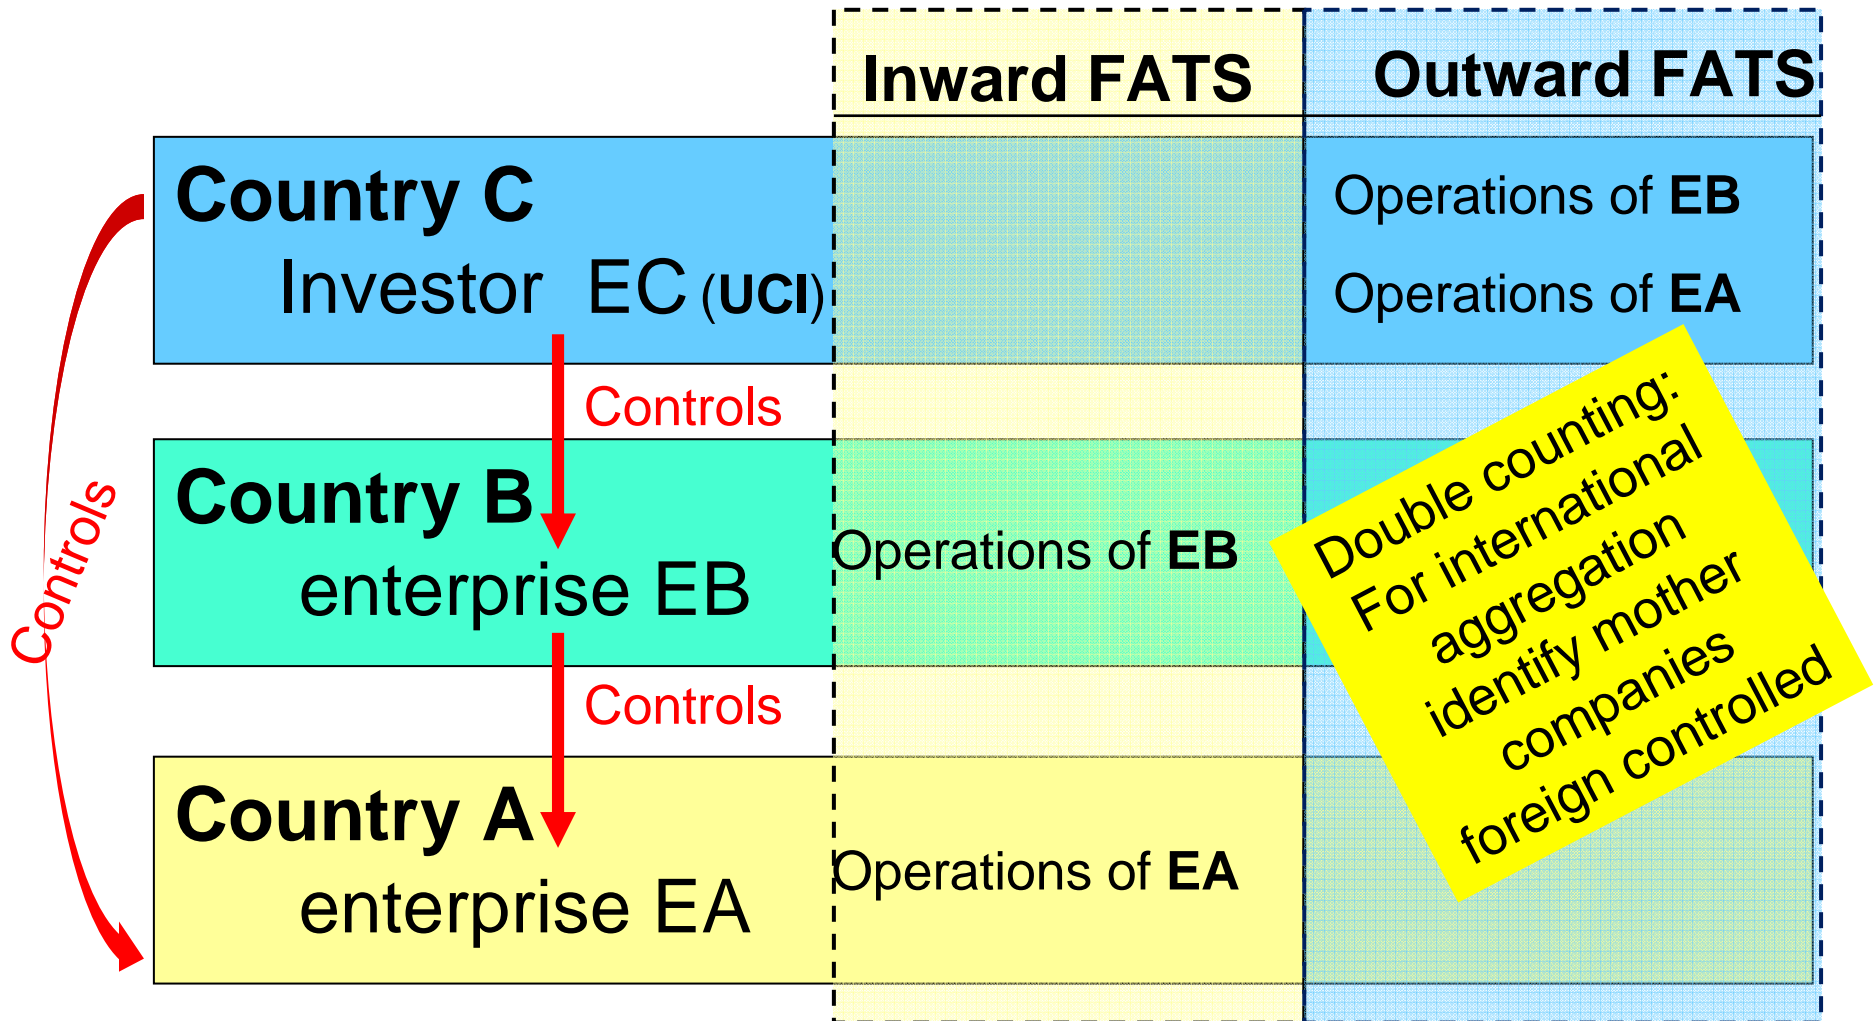 Inward FATS
Outward FATS
Country C
Investor EC (UCI)
Operations of EB
Operations of EA
Controls
Controls
Country B
enterprise EB
Operations of EB
Double counting:
For international
aggregation
identify mother
companies
foreign controlled
Controls
Country A
enterprise EA
Operations of EA